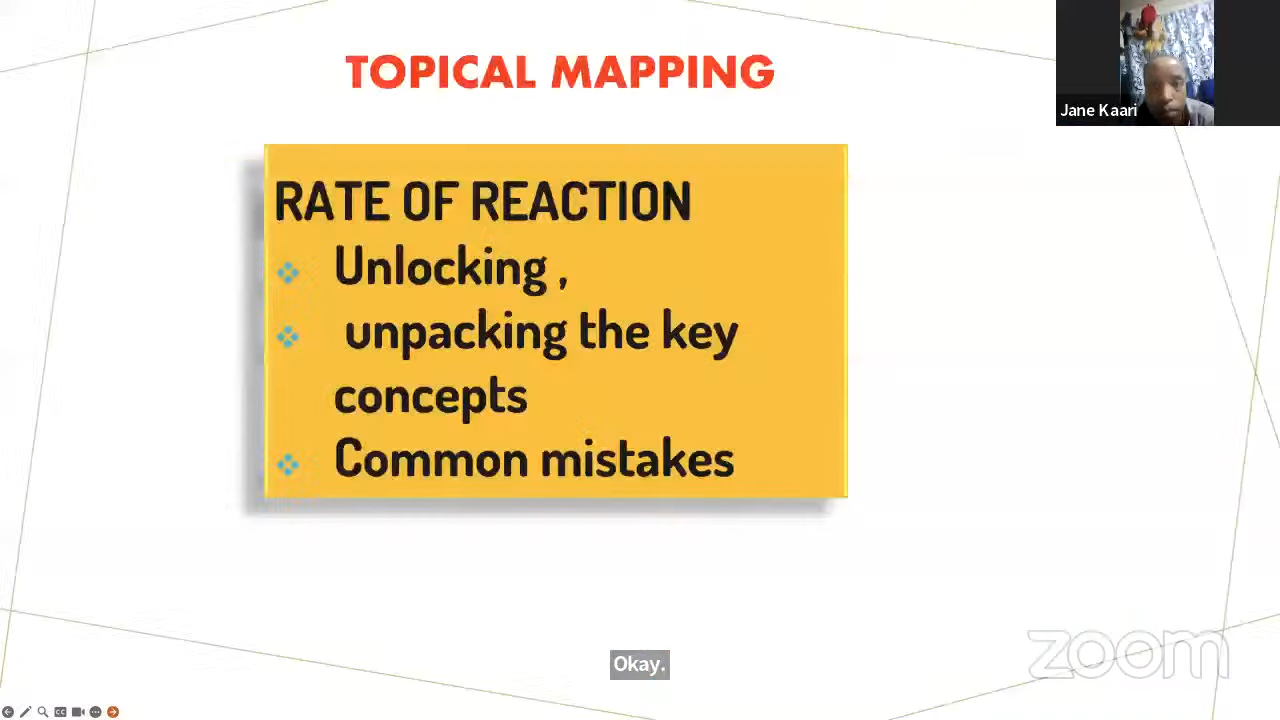 TOPICAL MAPPING
Jane Kaari
RATE OF REACTION
Unlocking ,
unpacking the key
concepts
Common mistakes
Okay.
zoom